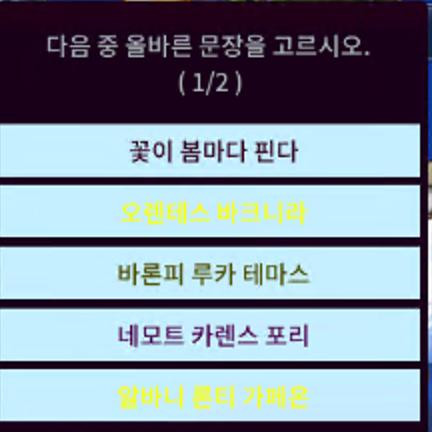 다음 중 올바른 문장을 고르시오.
( 1/2 )
꽃이 봄마다 핀다
오렌테스 바크니라
바론피 루카 테마스
네모트 카렌스 포리
알바니 론티 가페온